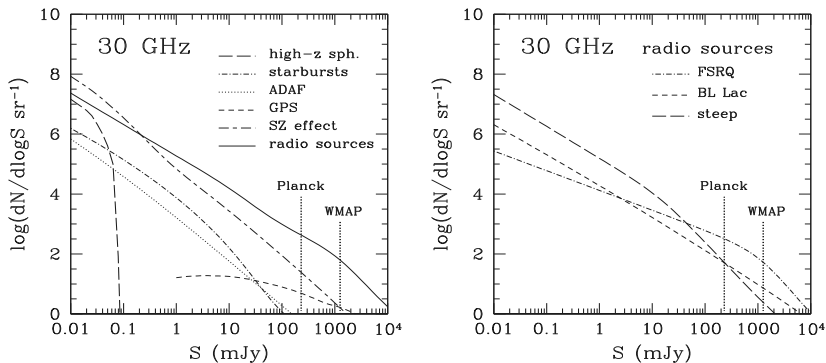 10
8
6
4
2
0
log(dN/dlogS sr⁻¹)
30 GHz
high-z sph.
starbursts
ADAF
GPS
SZ effect
radio sources
Planck
WMAP
0.01 0.1 1 10 100 1000 10⁴
S (mJy)
10
8
6
4
2
0
log(dN/dlogS sr⁻¹)
30 GHz
radio sources
FSRQ
BL Lac
steep
Planck
WMAP
0.01 0.1 1 10 100 1000 10⁴
S (mJy)